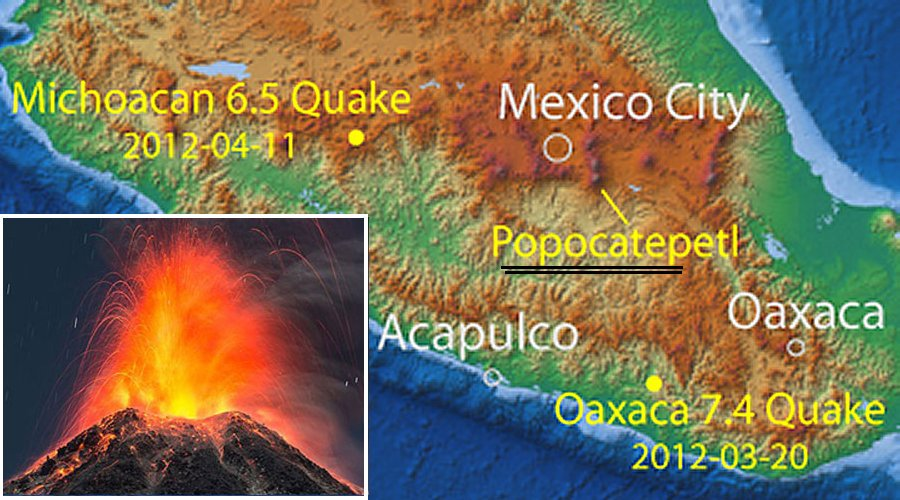 Michoacan 6.5 Quake
2012-04-11
Mexico City
Popocatepetl
Acapulco
Oaxaca
Oaxaca 7.4 Quake
2012-03-20